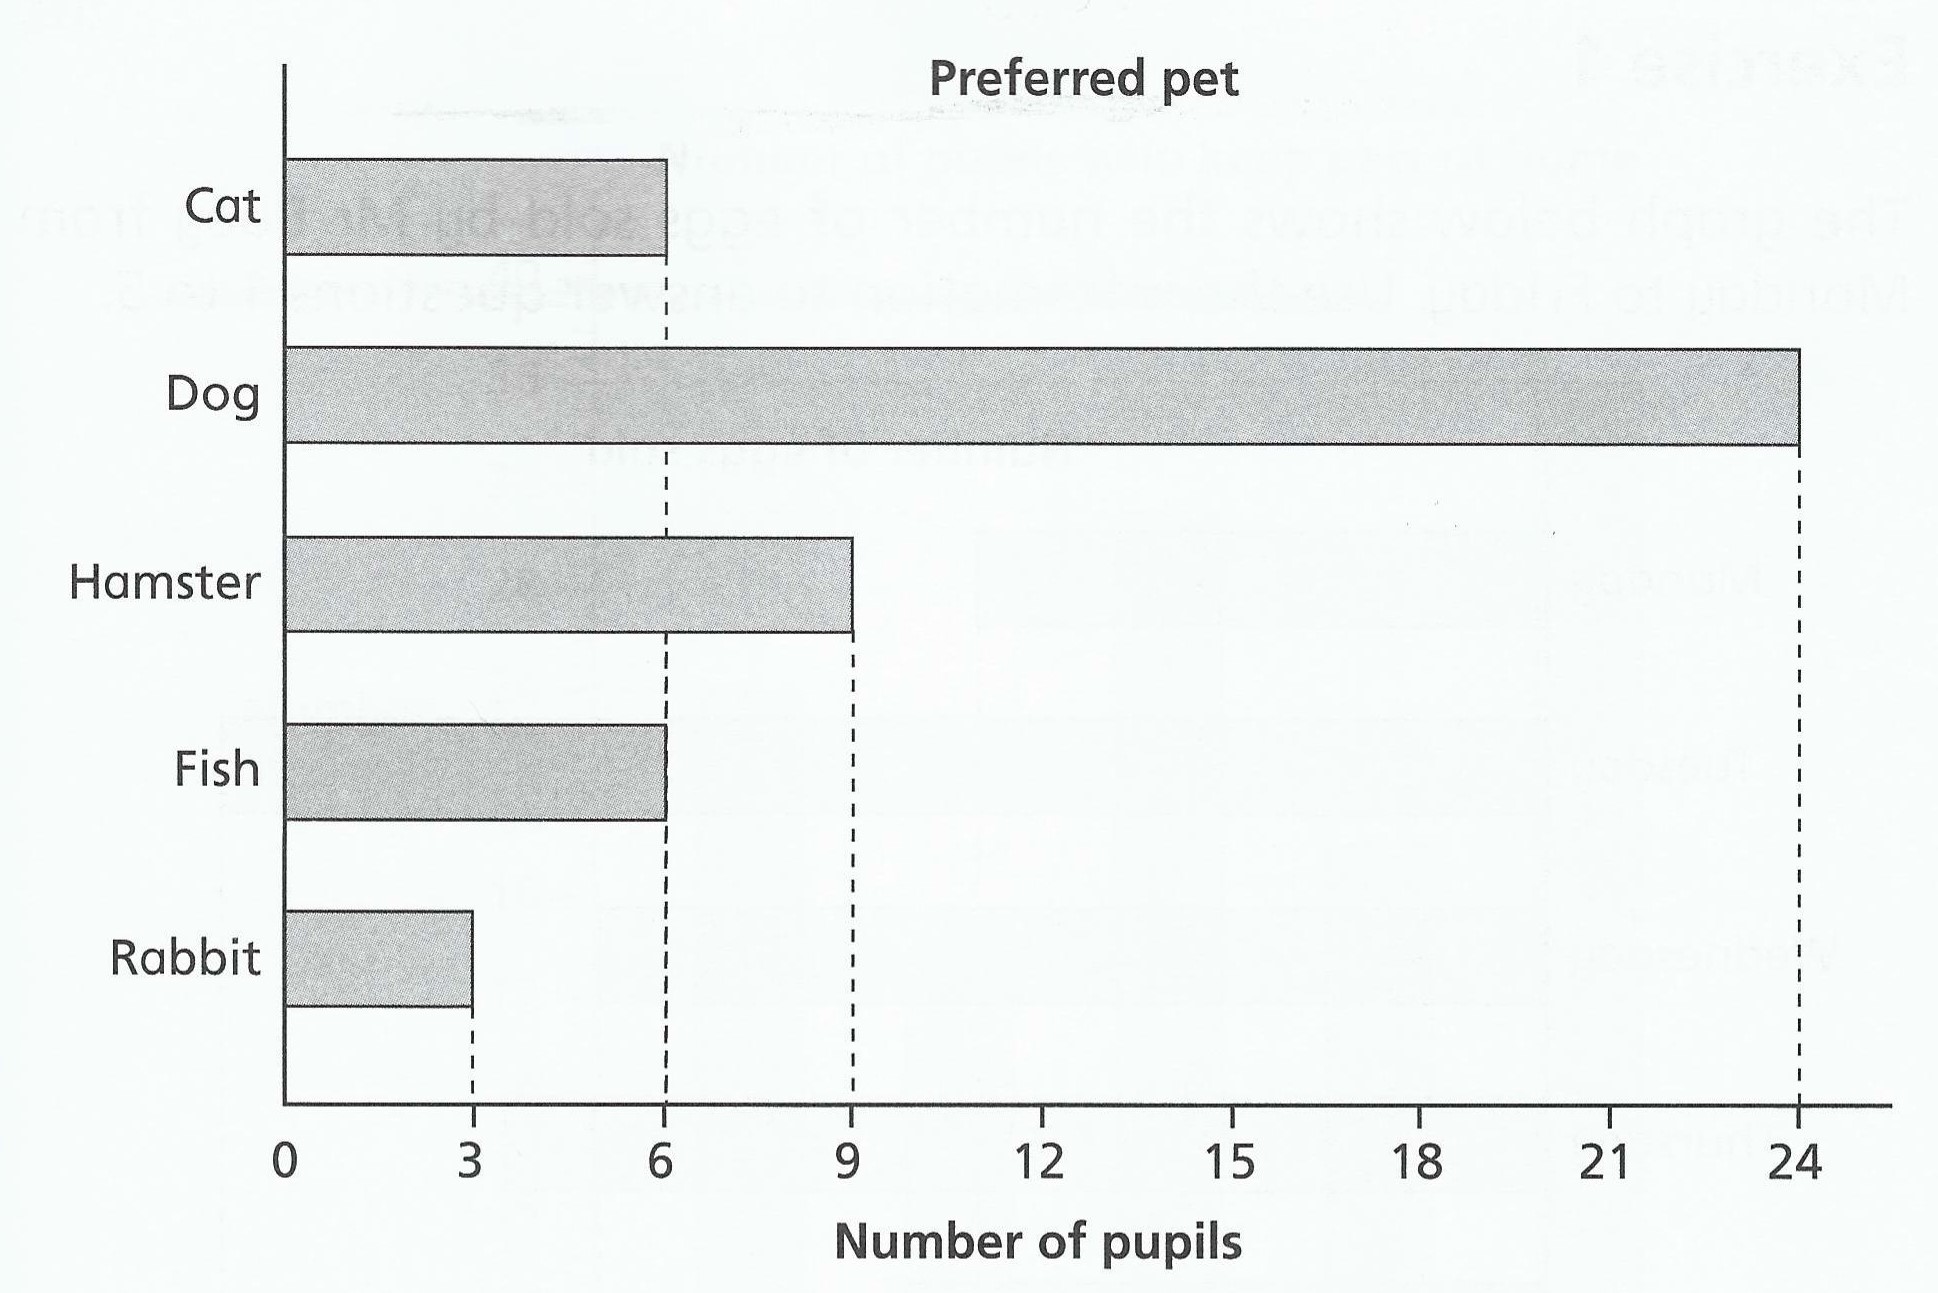 Preferred pet
Cat
Dog
Hamster
Fish
Rabbit
0 3 6 9 12 15 18 21 24
Number of pupils